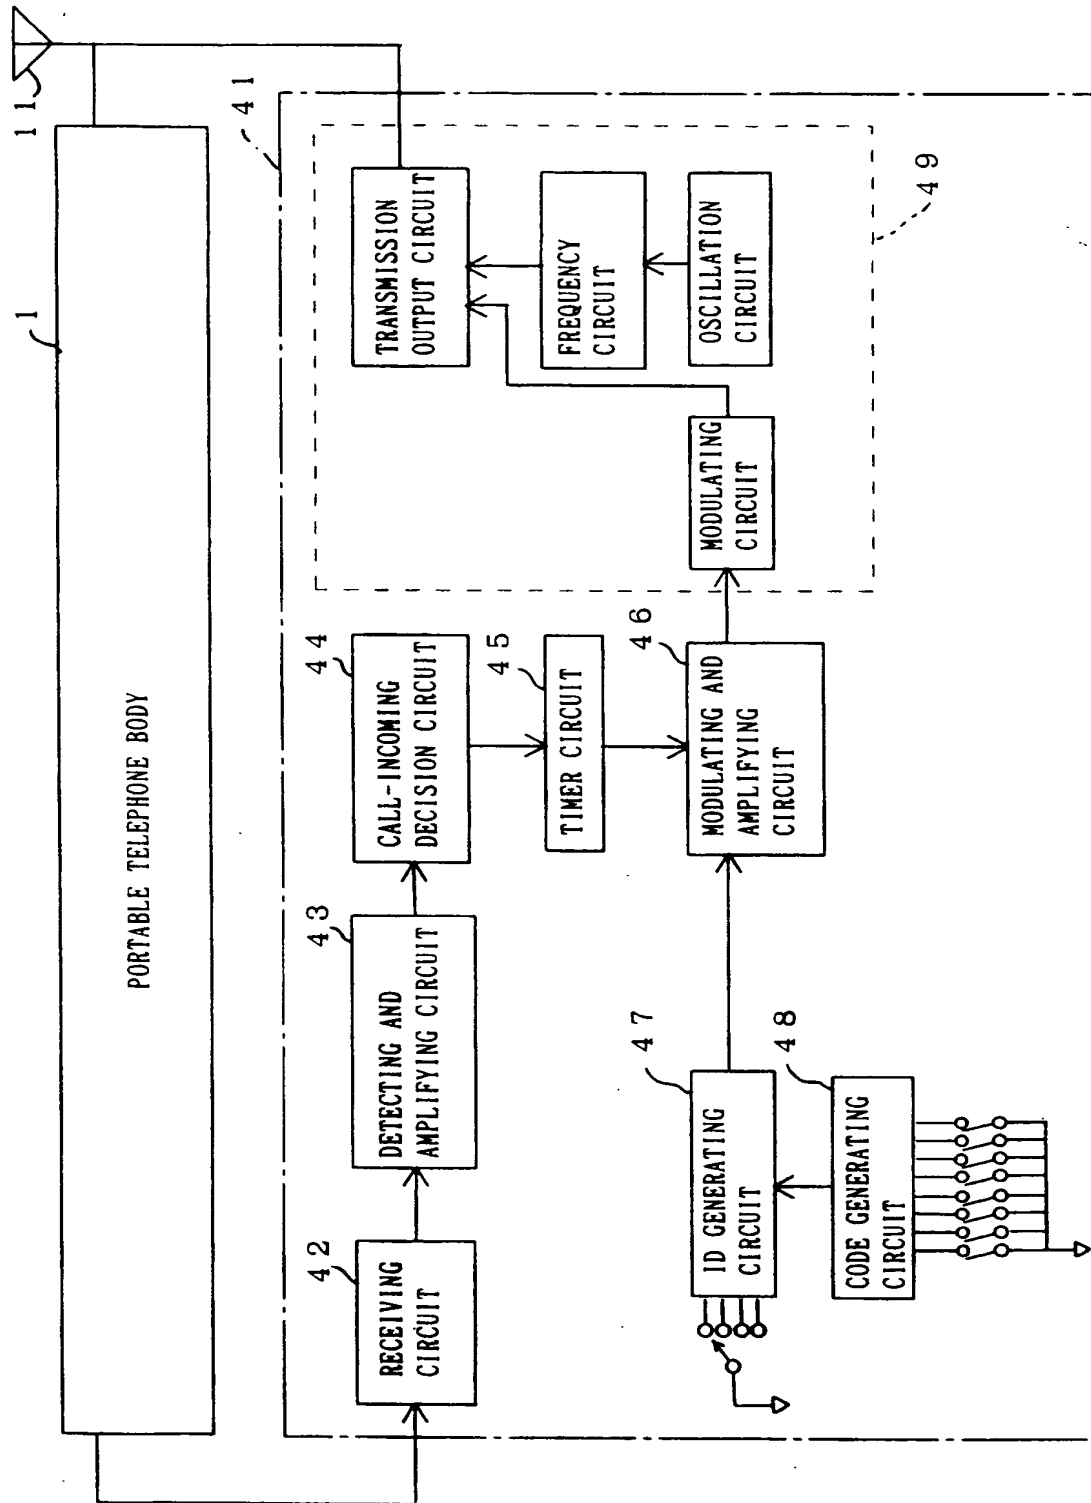 1
PORTABLE TELEPHONE BODY
11
41
42
RECEIVING
CIRCUIT
43
DETECTING AND
AMPLIFYING CIRCUIT
44
CALL-INCOMING
DECISION CIRCUIT
TRANSMISSION
OUTPUT CIRCUIT
45
TIMER CIRCUIT
FREQUENCY
CIRCUIT
47
ID GENERATING
CIRCUIT
46
MODULATING AND
AMPLIFYING
CIRCUIT
MODULATING
CIRCUIT
OSCILLATION
CIRCUIT
48
CODE GENERATING
CIRCUIT
49